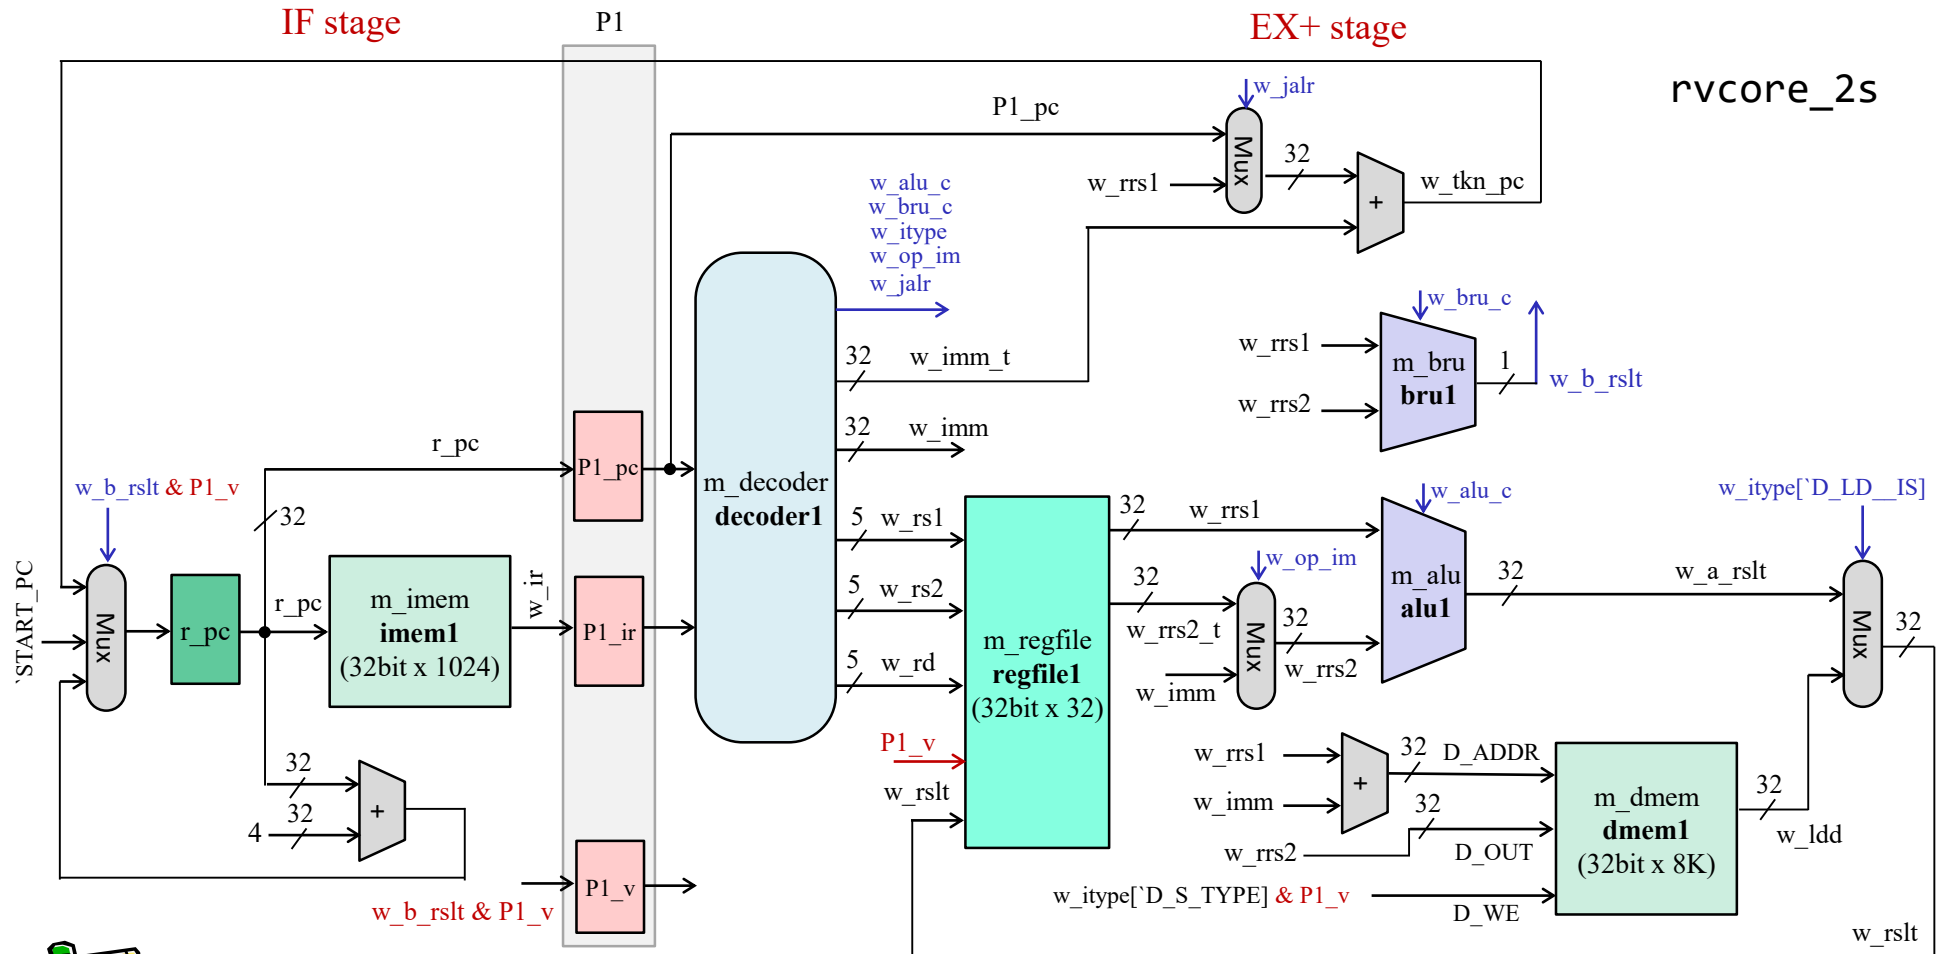 IF stage
P1
EX+ stage
rvcore_2s
w_jalr
P1_pc
Mux
32
w_rrs1
+
w_tkn_pc
w_alu_c
w_bru_c
w_itype
w_op_im
w_jalr
w_bru_c
w_rrs1
w_rrs2
m_bru
bru1
1
w_b_rslt
32
w_imm_t
32
w_imm
r_pc
P1_pc
m_decoder
decoder1
w_b_rslt & P1_v
32
`START_PC
Mux
r_pc
r_pc
m_imem
imem1
(32bit x 1024)
w_ir
P1_ir
5
w_rs1
5
w_rs2
5
w_rd
P1_v
w_rslt
m_regfile
regfile1
(32bit x 32)
32
w_rrs1
32
w_rrs2_t
w_imm
w_op_im
Mux
32
w_rrs2
w_alu_c
m_alu
alu1
32
w_a_rslt
w_itype[`D_LD__IS]
Mux
32
32
4
32
+
P1_v
w_b_rslt & P1_v
w_rrs1
w_imm
+
32
D_ADDR
w_rrs2
32
D_OUT
w_itype[`D_S_TYPE] & P1_v
D_WE
m_dmem
dmem1
(32bit x 8K)
32
w_ldd
w_rslt